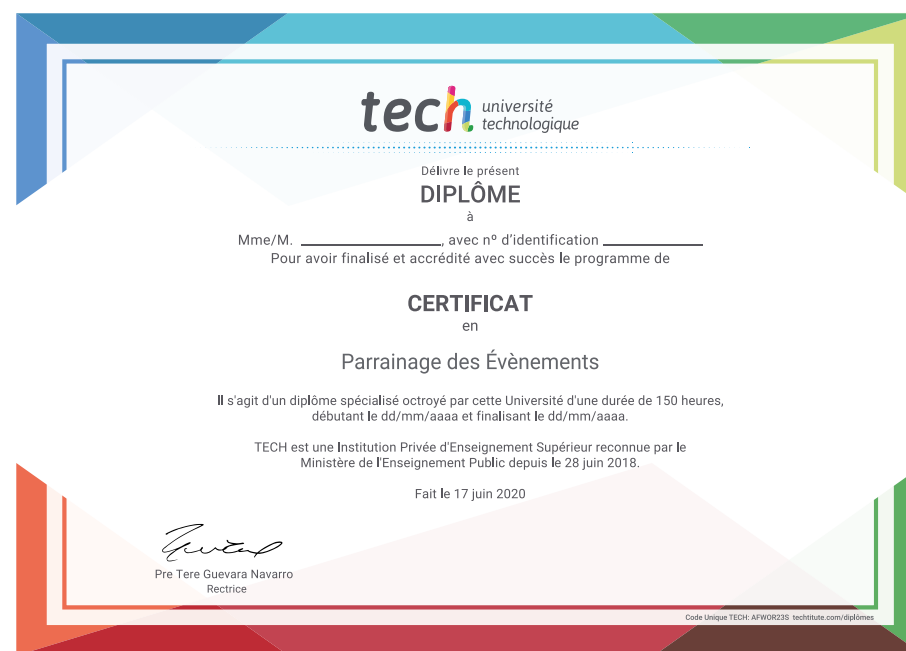 tech université
technologique
Délivre le présent
DIPLÔME
à
Mme/M. ____________________, avec nº d'identification ______________
Pour avoir finalisé et accrédité avec succès le programme de
CERTIFICAT
en
Parrainage des Évènements
Il s'agit d'un diplôme spécialisé octroyé par cette Université d'une durée de 150 heures,
débutant le dd/mm/aaaa et finalisant le dd/mm/aaaa.
TECH est une Institution Privée d'Enseignement Supérieur reconnue par le
Ministère de l'Enseignement Public depuis le 28 juin 2018.
Fait le 17 juin 2020
Pre Tere Guevara Navarro
Rectrice
Code Unique TECH: AFWOR23S techtitute.com/diplômes